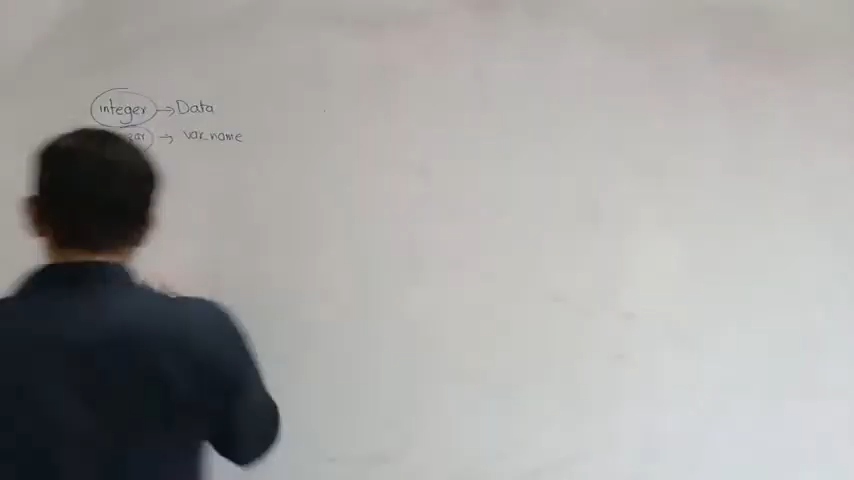 integer → Data
→ var name